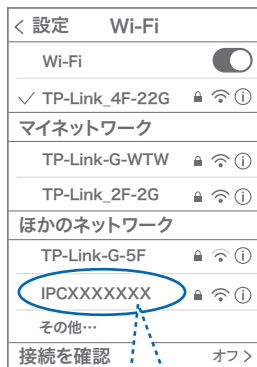 < 設定 Wi-Fi
Wi-Fi
✓ TP-Link_4F-22G
マイネットワーク
TP-Link-G-WTW
TP-Link_2F-2G
ほかのネットワーク
TP-Link-G-5F
IPCXXXXXXX
その他…
接続を確認 オフ >